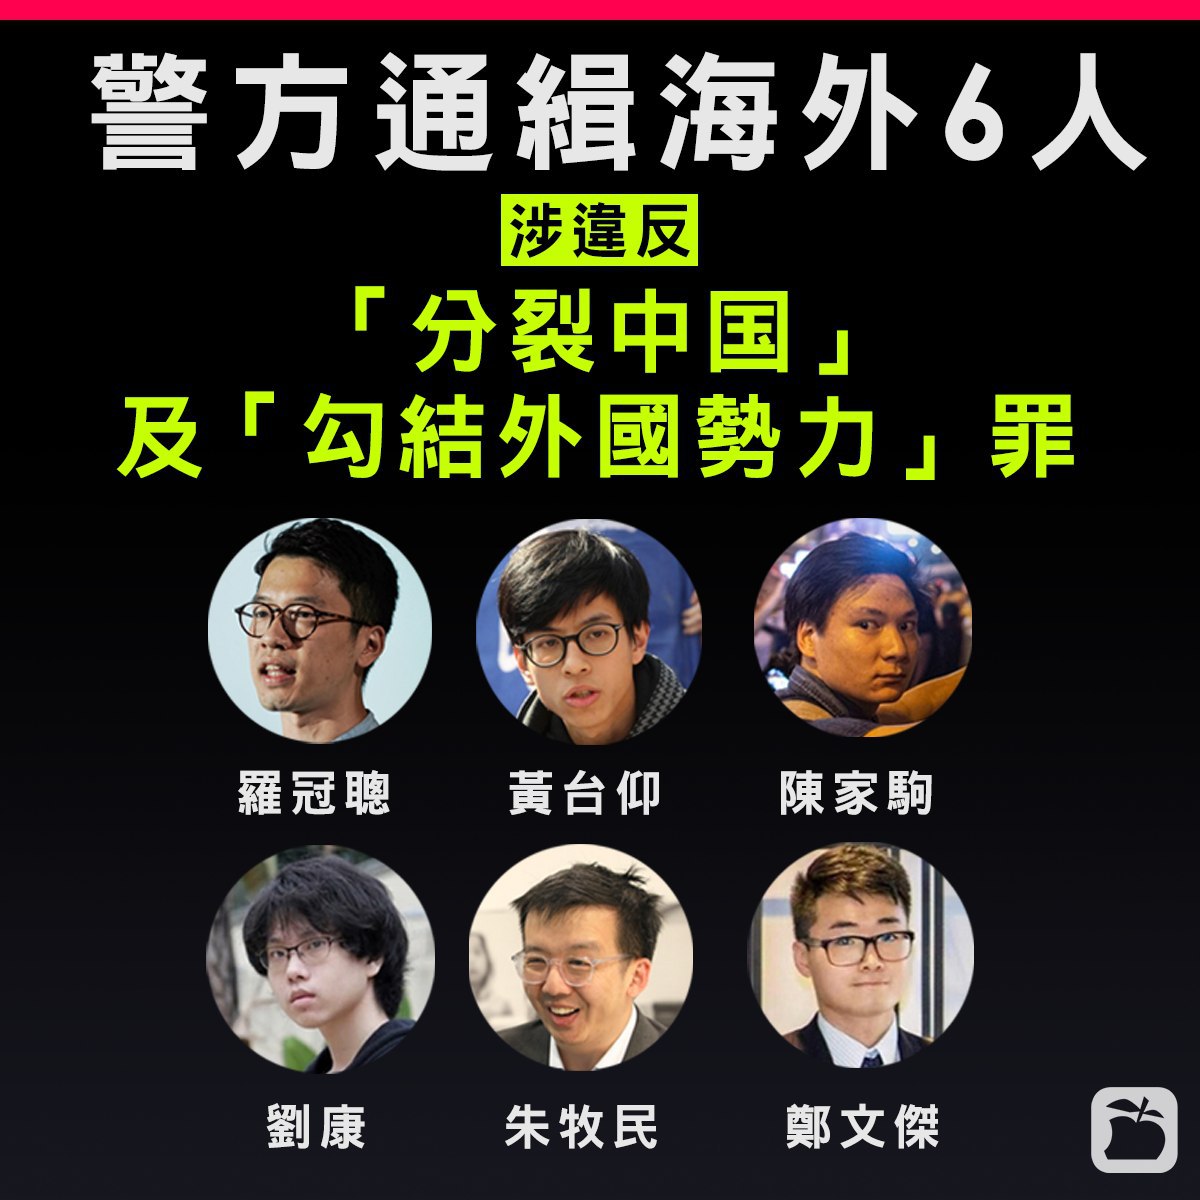 警方通緝海外6人
涉違反
「分裂中国」
及「勾結外國勢力」罪
羅冠聰 黃台仰 陳家駒
劉康 朱牧民 鄭文傑